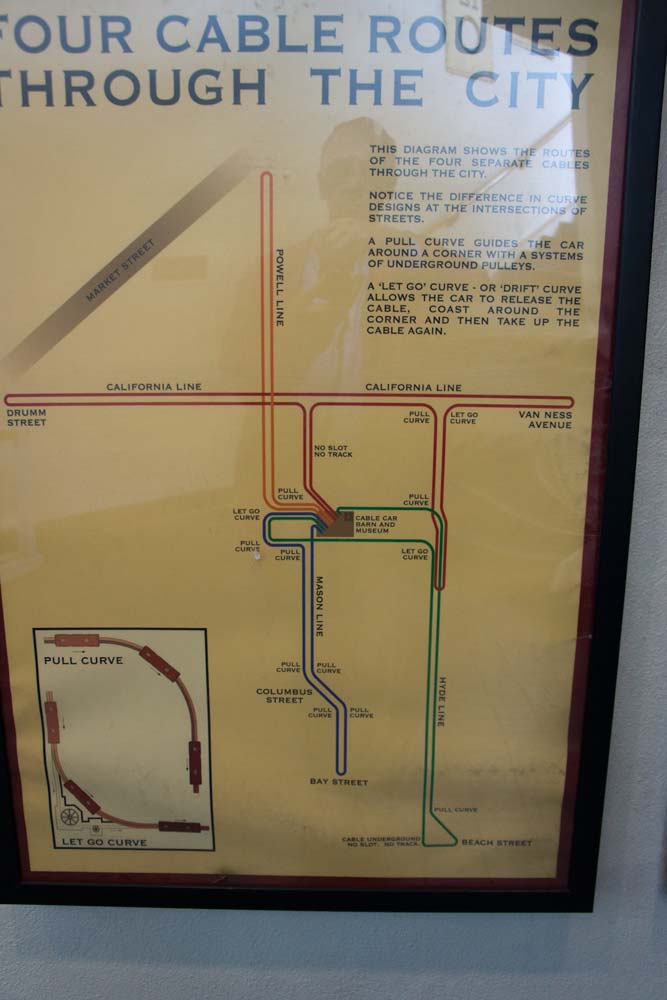 FOUR CABLE ROUTES
THROUGH THE CITY
THIS DIAGRAM SHOWS THE ROUTES
OF THE FOUR SEPARATE CABLES
THROUGH THE CITY.
NOTICE THE DIFFERENCE IN CURVE
DESIGNS AT THE INTERSECTIONS OF
STREETS.
A PULL CURVE GUIDES THE CAR
AROUND A CORNER WITH A SYSTEMS
OF UNDERGROUND PULLEYS.
A 'LET GO' CURVE - OR 'DRIFT' CURVE
ALLOWS THE CAR TO RELEASE THE
CABLE, COAST AROUND THE
CORNER AND THEN TAKE UP THE
CABLE AGAIN.
MARKET STREET
POWELL LINE
CALIFORNIA LINE
CALIFORNIA LINE
DRUMM
STREET
PULL
CURVE
LET GO
CURVE
VAN NESS
AVENUE
NO SLOT
NO TRACK
PULL
CURVE
PULL
CURVE
LET GO
CURVE
CABLE CAR
BARN AND
MUSEUM
PULL
CURVE
PULL
CURVE
LET GO
CURVE
MASON LINE
PULL
CURVE
PULL
CURVE
COLUMBUS
STREET
PULL
CURVE
PULL
CURVE
HYDE LINE
BAY STREET
PULL CURVE
CABLE UNDERGROUND
NO SLOT. NO TRACK.
BEACH STREET
PULL CURVE
LET GO CURVE